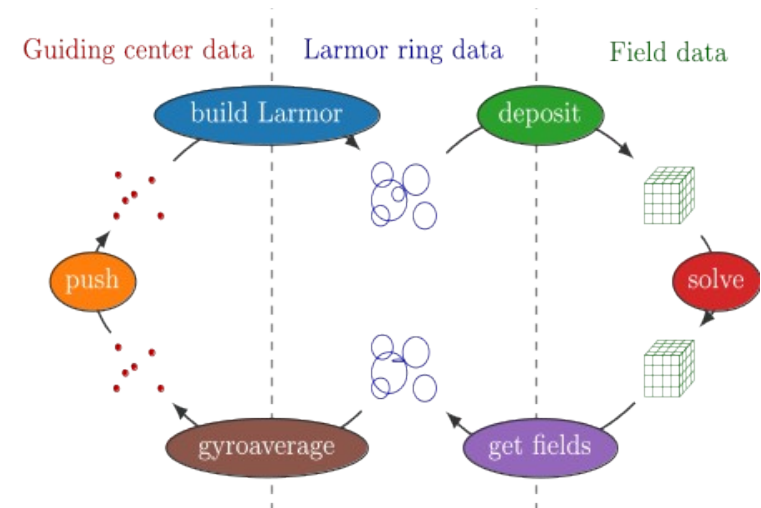 Guiding center data
Larmor ring data
Field data
build Larmor
deposit
push
solve
gyroaverage
get fields